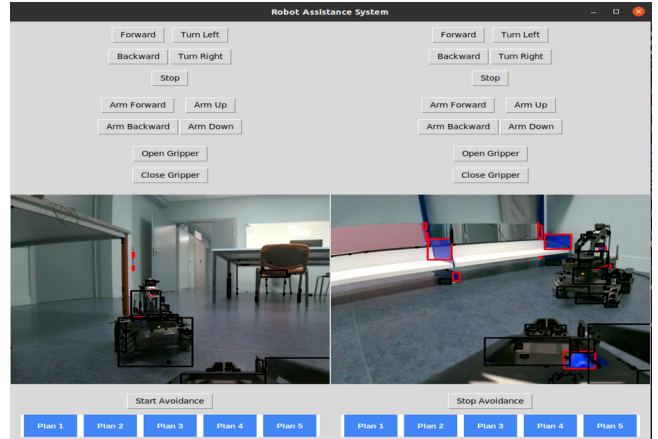 Robot Assistance System
Forward Turn Left Forward Turn Left
Backward Turn Right Backward Turn Right
Stop Stop
Arm Forward Arm Up Arm Forward Arm Up
Arm Backward Arm Down Arm Backward Arm Down
Open Gripper Open Gripper
Close Gripper Close Gripper
Start Avoidance Stop Avoidance
Plan 1 Plan 2 Plan 3 Plan 4 Plan 5 Plan 1 Plan 2 Plan 3 Plan 4 Plan 5